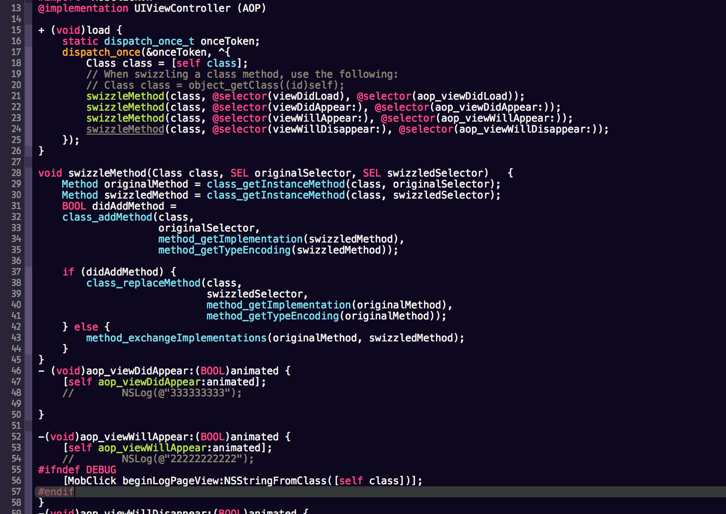 13 @implementation UIViewController (AOP)
14
15 + (void)load {
16 static dispatch_once_t onceToken;
17 dispatch_once(&onceToken, ^{
18 Class class = [self class];
19 // When swizzling a class method, use the following:
20 // Class class = object_getClass((id)self);
21 swizzleMethod(class, @selector(viewDidLoad), @selector(aop_viewDidLoad));
22 swizzleMethod(class, @selector(viewDidAppear:), @selector(aop_viewDidAppear:));
23 swizzleMethod(class, @selector(viewWillAppear:), @selector(aop_viewWillAppear:));
24 swizzleMethod(class, @selector(viewWillDisappear:), @selector(aop_viewWillDisappear:));
25 });
26 }
27
28 void swizzleMethod(Class class, SEL originalSelector, SEL swizzledSelector) {
29 Method originalMethod = class_getInstanceMethod(class, originalSelector);
30 Method swizzledMethod = class_getInstanceMethod(class, swizzledSelector);
31 BOOL didAddMethod =
32 class_addMethod(class,
33 originalSelector,
34 method_getImplementation(swizzledMethod),
35 method_getTypeEncoding(swizzledMethod));
36
37 if (didAddMethod) {
38 class_replaceMethod(class,
39 swizzledSelector,
40 method_getImplementation(originalMethod),
41 method_getTypeEncoding(originalMethod));
42 } else {
43 method_exchangeImplementations(originalMethod, swizzledMethod);
44 }
45 }
46 - (void)aop_viewDidAppear:(BOOL)animated {
47 [self aop_viewDidAppear:animated];
48 // NSLog(@"333333333");
49
50 }
51
52 -(void)aop_viewWillAppear:(BOOL)animated {
53 [self aop_viewWillAppear:animated];
54 // NSLog(@"22222222222");
55 #ifndef DEBUG
56 [MobClick beginLogPageView:NSStringFromClass([self class])];
57 #endif
58 }
59 -(void)aop_viewWillDisappear:(BOOL)animated {